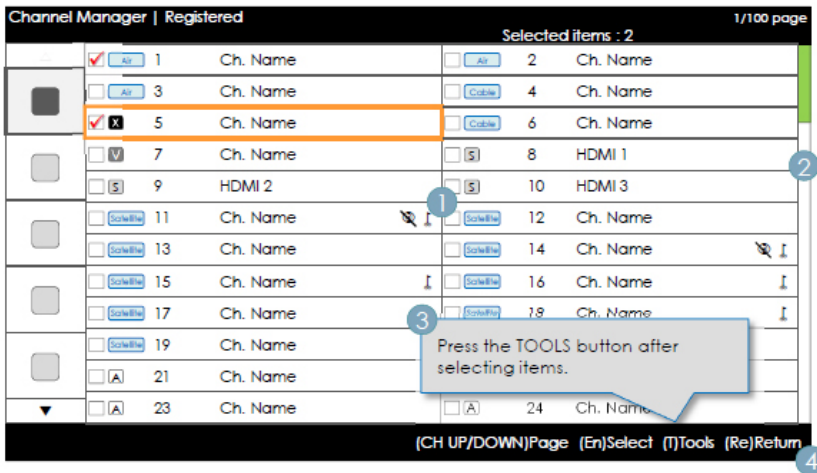 Channel Manager | Registered
1/100 page
Selected items : 2
Air 1 Ch. Name
Air 2 Ch. Name
Air 3 Ch. Name
Cable 4 Ch. Name
X 5 Ch. Name
Cable 6 Ch. Name
V 7 Ch. Name
S 8 HDMI 1
S 9 HDMI 2
S 10 HDMI 3
2
1
Satellite 11 Ch. Name
Satellite 12 Ch. Name
Satellite 13 Ch. Name
Satellite 14 Ch. Name
Satellite 15 Ch. Name
Satellite 16 Ch. Name
Satellite 17 Ch. Name
Satellite 18 Ch. Name
3
Press the TOOLS button after
selecting items.
Satellite 19 Ch. Name
A 21 Ch. Name
A 23 Ch. Name
A 24 Ch. Name
(CH UP/DOWN)Page (En)Select (T)Tools (Re)Return
4